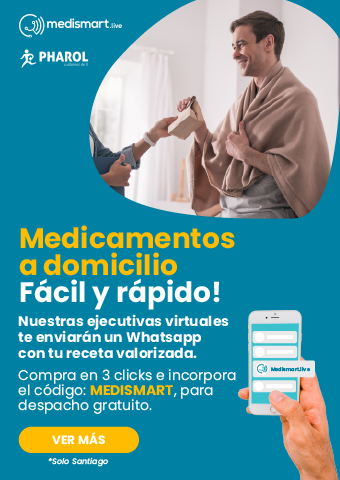 medismart.live
PHAROL
Medicamentos
a domicilio
Fácil y rápido!
Nuestras ejecutivas virtuales
te enviarán un Whatsapp
con tu receta valorizada.
Compra en 3 clicks e incorpora
el código: MEDISMART, para
despacho gratuito.
Medismart.live
VER MÁS
*Solo Santiago